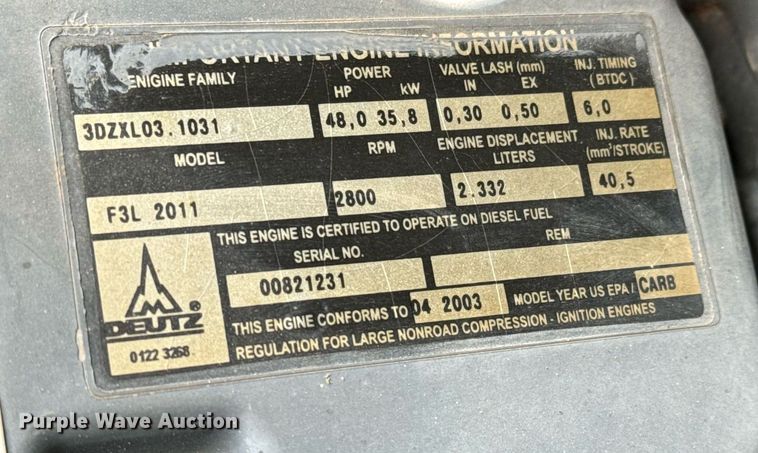 IMPORTANT ENGINE INFORMATION
ENIGINE FAMILY POWER VALVE LASH (mm) INJ. TIMING
HP kW IN EX (BTDC)
3DZXL03.1031 48,0 35,8 0,30 0,50 6,0
MODEL RPM ENGINE DISPLACEMENT INJ. RATE
LITERS (mm³/STROKE)
F3L 2011 2800 2.332 40,5
THIS ENGINE IS CERTIFIED TO OPERATE ON DIESEL FUEL
SERIAL NO. REM
00821231
DEUTZ ®
THIS ENGINE CONFORMS TO 04 2003 MODEL YEAR US EPA/ CARB
0122 3268 REGULATION FOR LARGE NONROAD COMPRESSION - IGNITION ENGINES
Purple Wave Auction